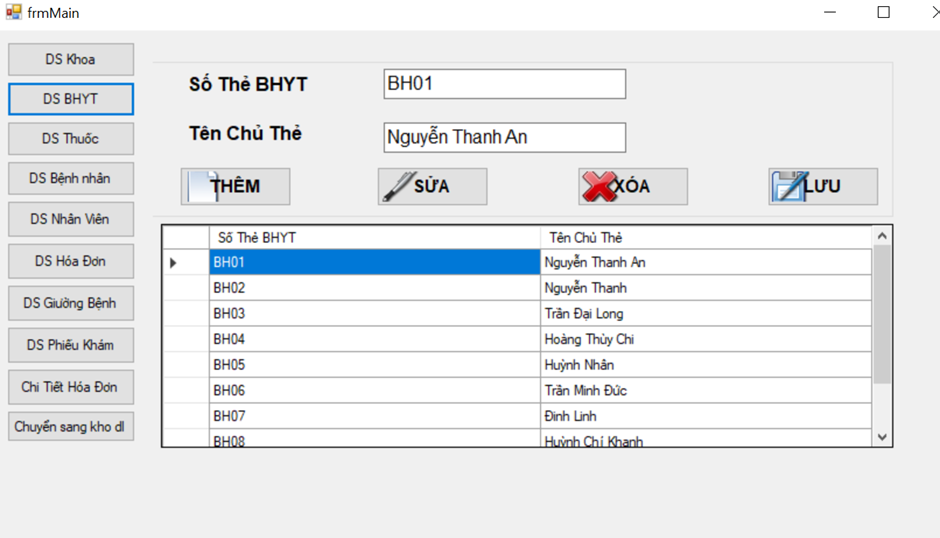 frmMain
DS Khoa
DS BHYT
DS Thuốc
DS Bệnh nhân
DS Nhân Viên
DS Hóa Đơn
DS Giường Bệnh
DS Phiếu Khám
Chi Tiết Hóa Đơn
Chuyển sang kho dl
Số Thẻ BHYT BH01
Tên Chủ Thẻ Nguyễn Thanh An
THÊM SỬA XÓA LƯU
Số Thẻ BHYT Tên Chủ Thẻ
BH01 Nguyễn Thanh An
BH02 Nguyễn Thanh
BH03 Trần Đại Long
BH04 Hoàng Thùy Chi
BH05 Huỳnh Nhân
BH06 Trần Minh Đức
BH07 Đinh Linh
BH08 Huỳnh Chí Khanh